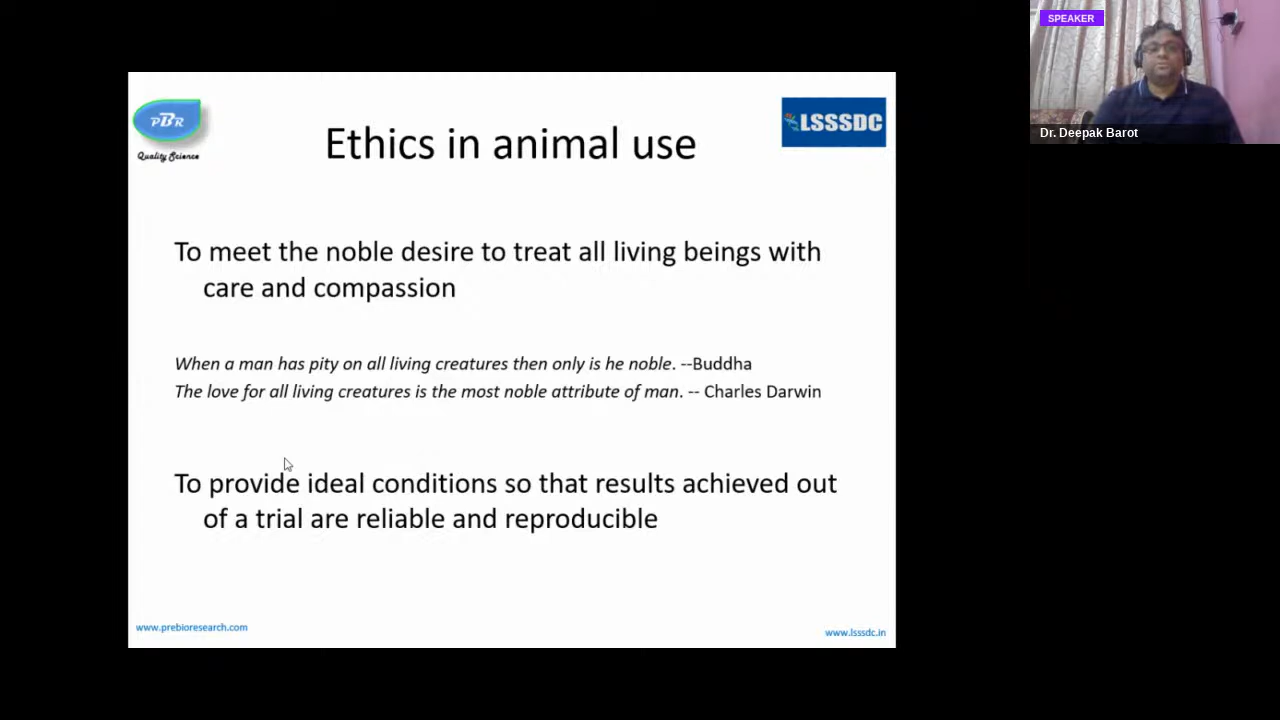 SPEAKER
Dr. Deepak Barot
PBR
Quality Science
LSSSDC
Ethics in animal use
To meet the noble desire to treat all living beings with
care and compassion
When a man has pity on all living creatures then only is he noble. --Buddha
The love for all living creatures is the most noble attribute of man. -- Charles Darwin
To provide ideal conditions so that results achieved out
of a trial are reliable and reproducible
www.prebioresearch.com
www.lsssdc.in